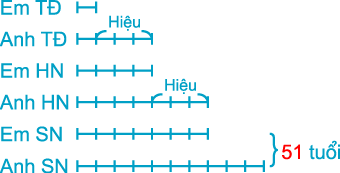 Em TĐ
Hiệu
Anh TĐ
Em HN
Hiệu
Anh HN
Em SN
51 tuổi
Anh SN